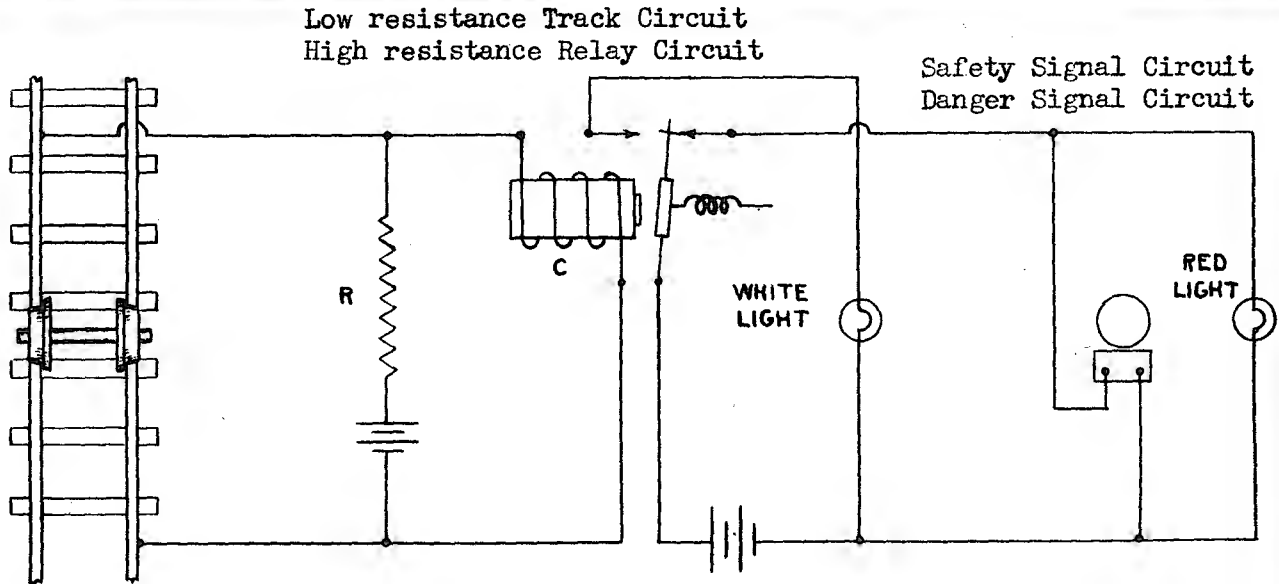 Low resistance Track Circuit
High resistance Relay Circuit
Safety Signal Circuit
Danger Signal Circuit
R
C
WHITE
LIGHT
RED
LIGHT